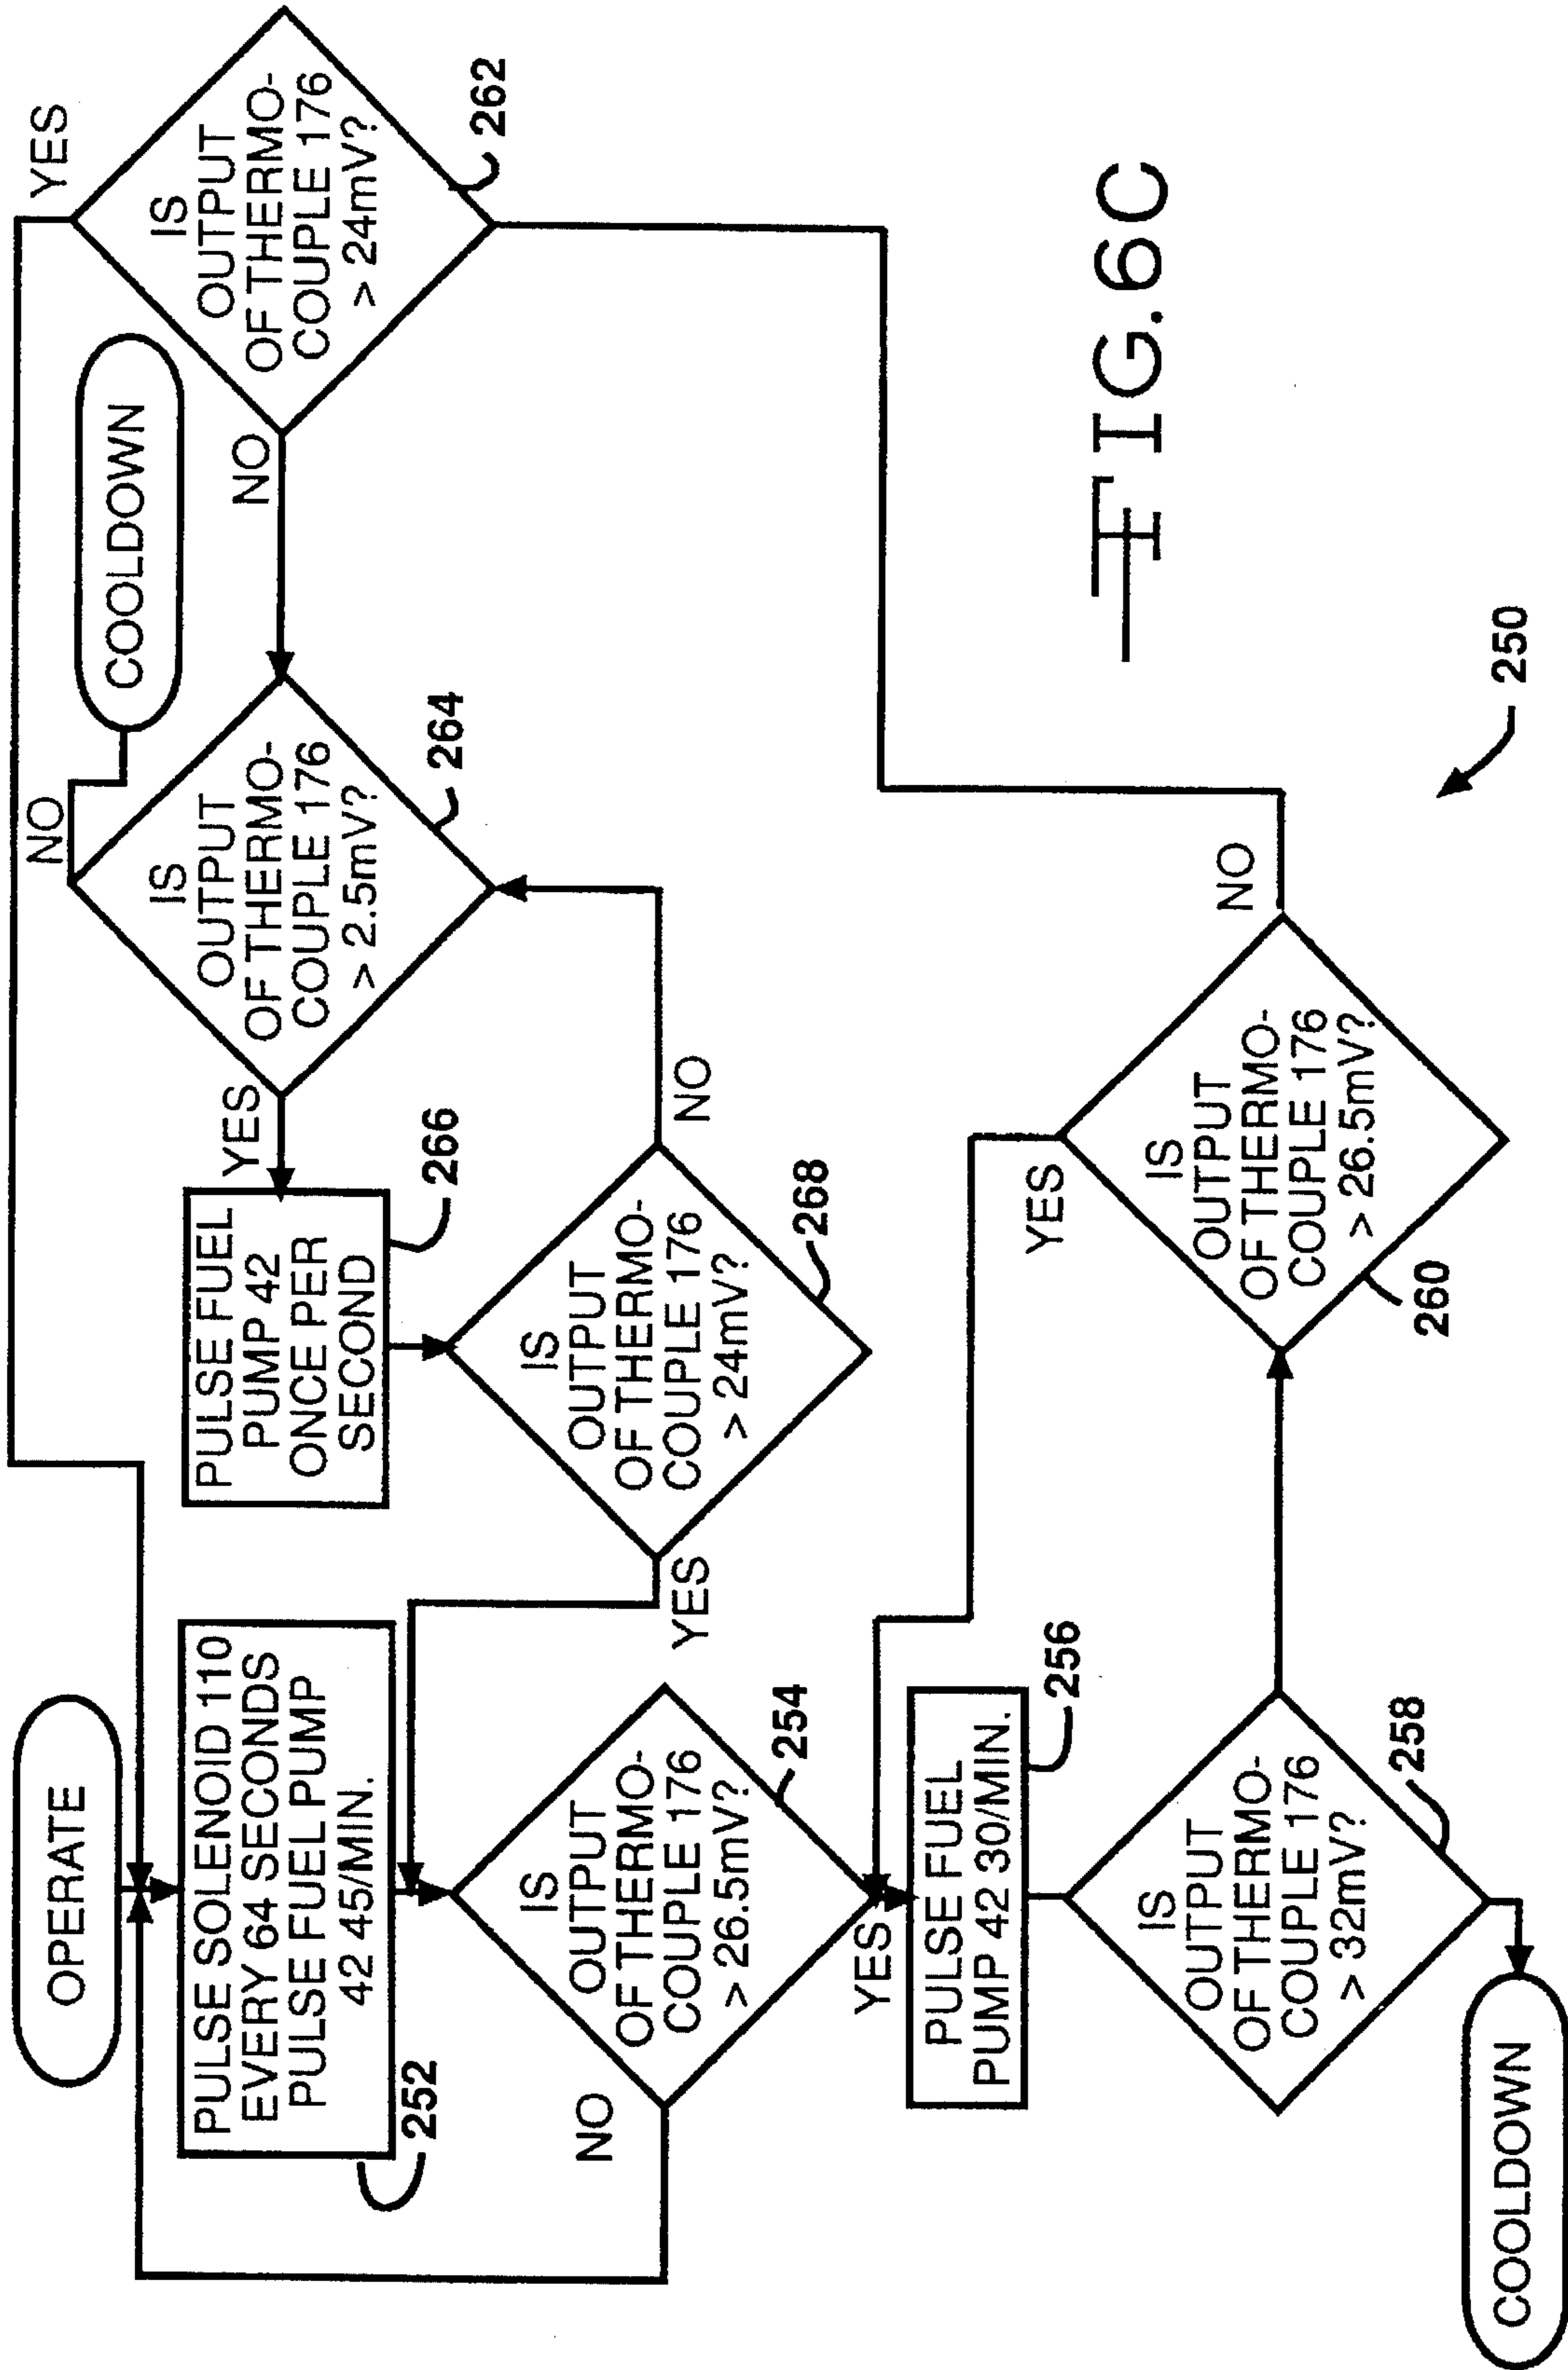 OPERATE
PULSE SOLENOID 110
EVERY 64 SECONDS
PULSE FUEL PUMP
42 45/MIN.
252
IS
OUTPUT
OF THERMO-
COUPLE 176
> 26.5mV?
254
NO
YES
PULSE FUEL
PUMP 42 30/MIN.
256
IS
OUTPUT
OF THERMO-
COUPLE 176
> 32mV?
258
COOLDOWN
IS
OUTPUT
OF THERMO-
COUPLE 176
> 26.5mV?
260
YES
NO
IS
OUTPUT
OF THERMO-
COUPLE 176
> 24mV?
262
YES
NO
IS
OUTPUT
OF THERMO-
COUPLE 176
> 2.5mV?
264
NO
COOLDOWN
YES
PULSE FUEL
PUMP 42
ONCE PER
SECOND
266
IS
OUTPUT
OF THERMO-
COUPLE 176
> 24mV?
268
YES
NO
250
FIG.6C